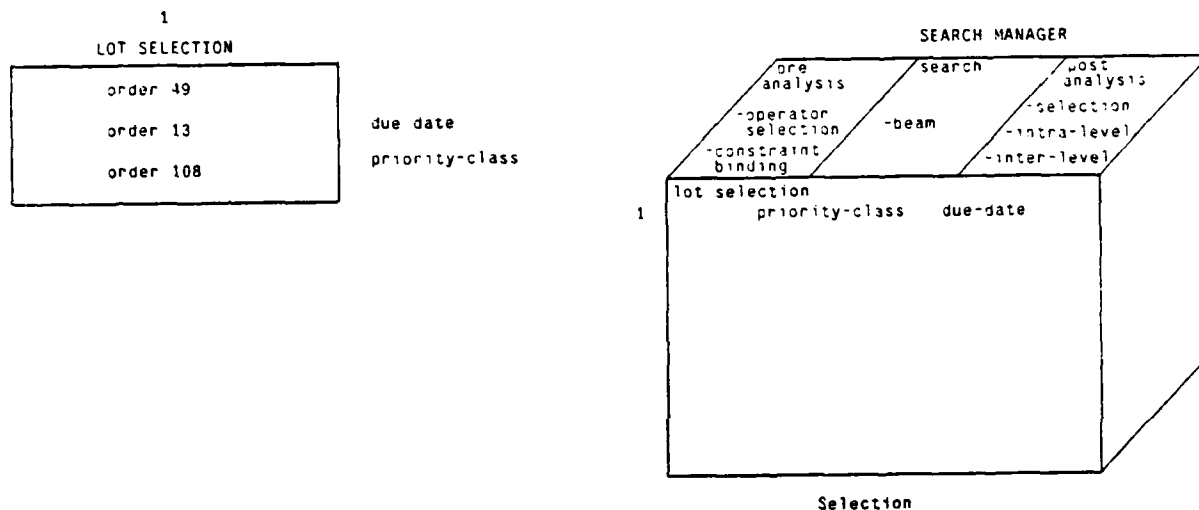 1
LOT SELECTION
order 49
order 13
order 108
due date
priority-class
SEARCH MANAGER
pre
analysis
-operator
selection
-constraint
binding
search
-beam
post
analysis
-selection
-intra-level
-inter-level
1
lot selection
priority-class due-date
Selection